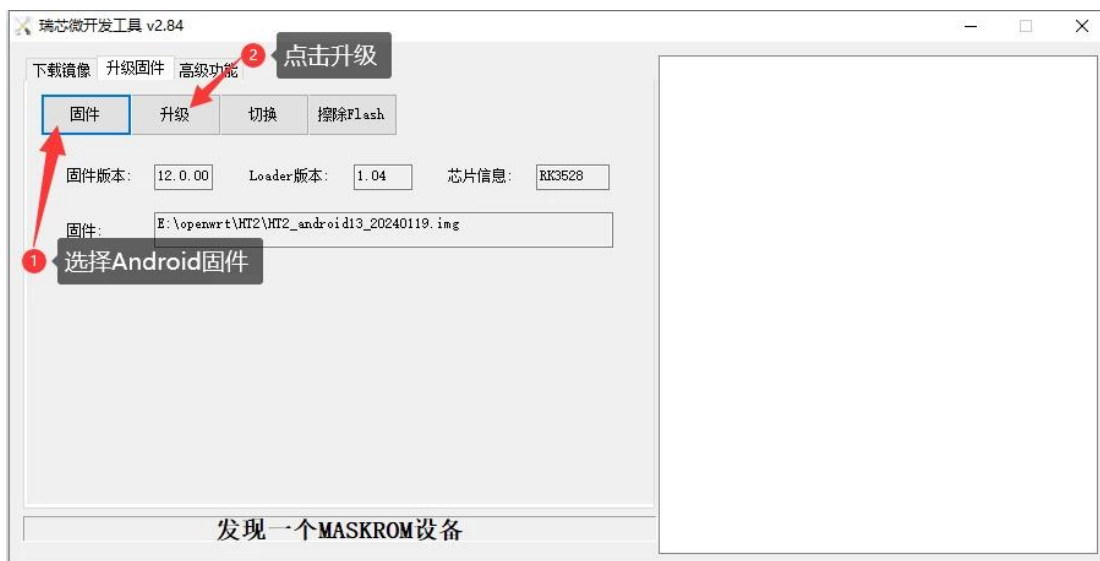 瑞芯微开发工具 v2.84
2 点击升级
下载镜像 升级固件 高级功能
固件 升级 切换 擦除Flash
固件版本: 12.0.00 Loader版本: 1.04 芯片信息: RK3528
固件: E:\openwrt\HT2\HT2_android13_20240119.img
1 选择Android固件
发现一个MASKROM设备